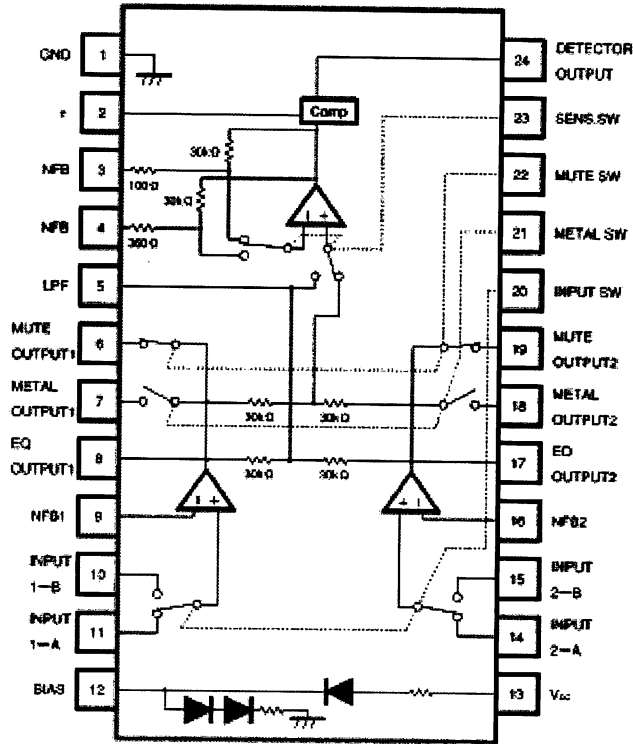 GND
1
2
NFB
3
NFB
4
LPF
5
MUTE
OUTPUT1
6
METAL
OUTPUT1
7
EQ
OUTPUT1
8
NFB1
9
INPUT
1–B
10
INPUT
1–A
11
BIAS
12
24
DETECTOR
OUTPUT
23
SENS.SW
22
MUTE SW
21
METAL SW
20
INPUT SW
19
MUTE
OUTPUT2
18
METAL
OUTPUT2
17
EQ
OUTPUT2
16
NFB2
15
INPUT
2–B
14
INPUT
2–A
13
Vcc
Comp
30kΩ
100Ω
30kΩ
360Ω
– +
30kΩ
30kΩ
30kΩ
30kΩ
– +
+ –